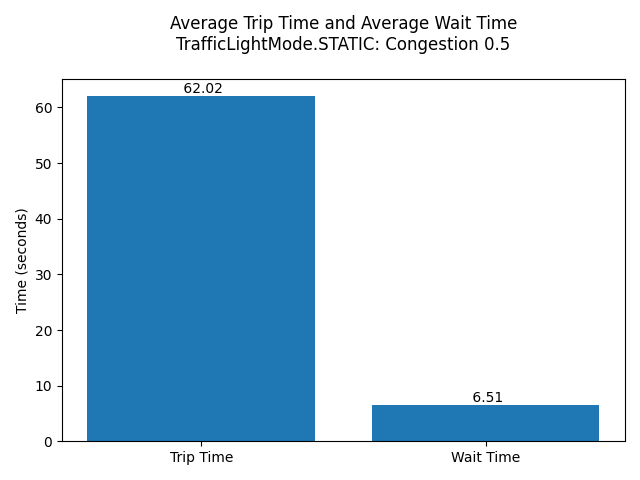 Average Trip Time and Average Wait Time
TrafficLightMode.STATIC: Congestion 0.5
62.02
6.51
60
50
40
30
20
10
0
Time (seconds)
Trip Time
Wait Time